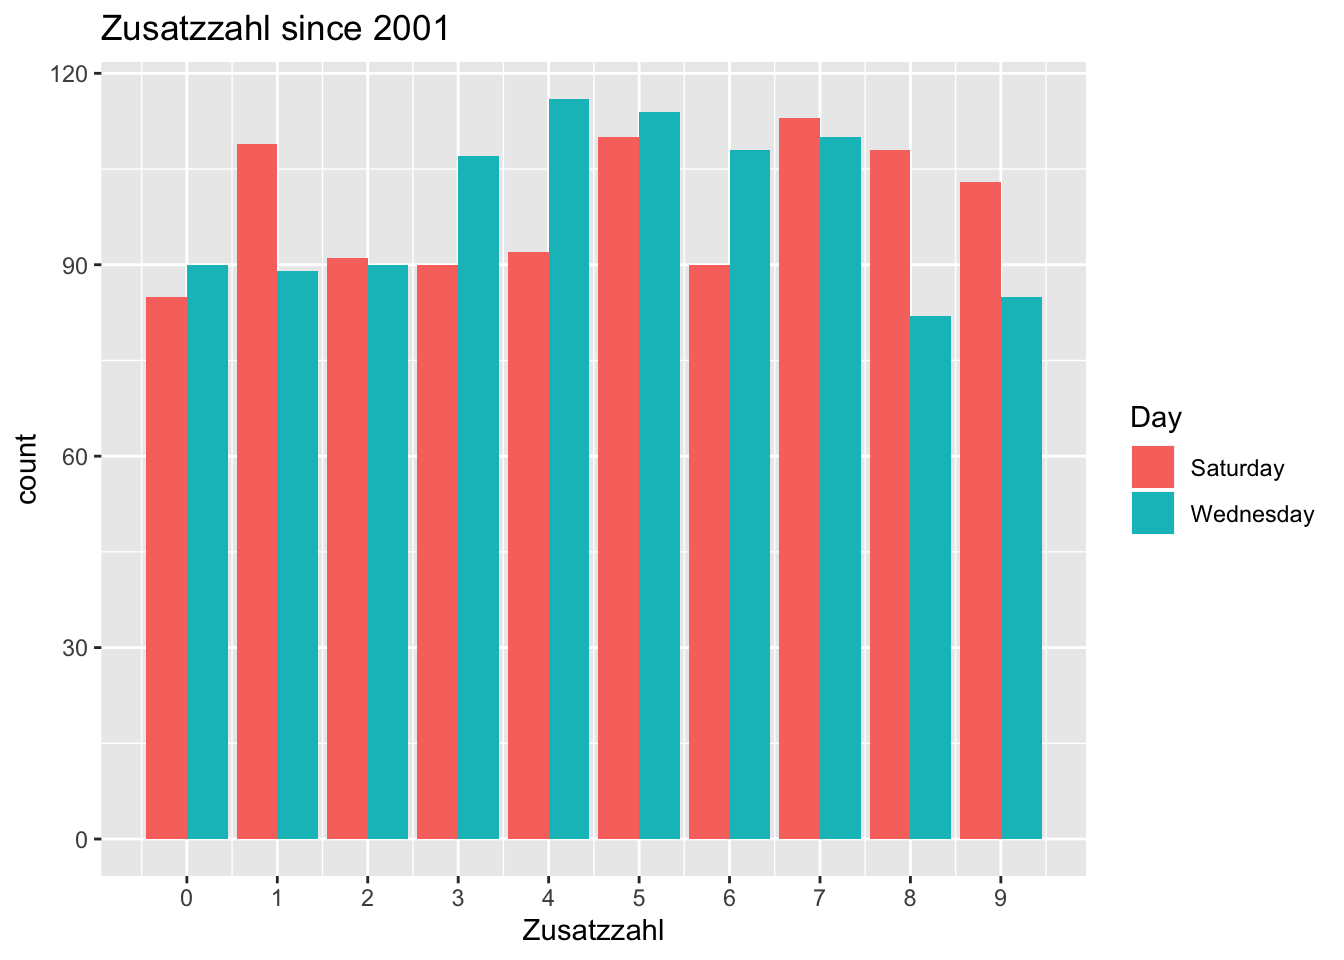 Zusatzzahl since 2001
120
90
60
30
0
count
0 1 2 3 4 5 6 7 8 9
Zusatzzahl
Day
Saturday
Wednesday